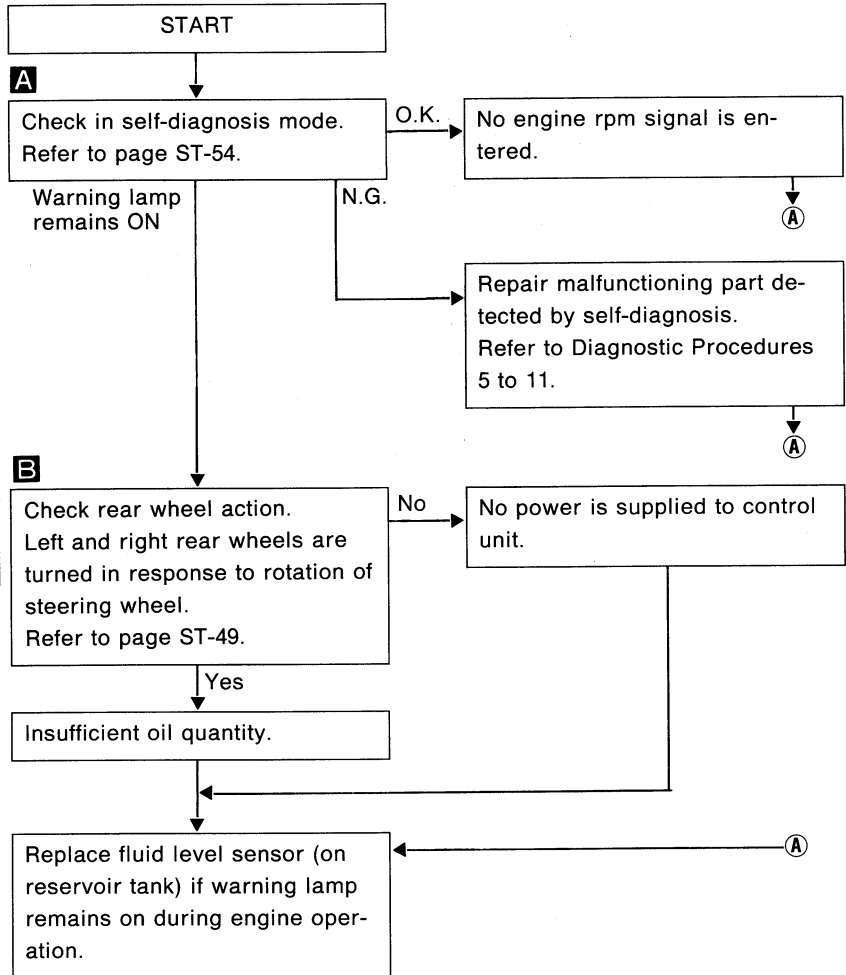 START
A
Check in self-diagnosis mode.
Refer to page ST-54.
O.K.
No engine rpm signal is en-
tered.
A
Warning lamp
remains ON
N.G.
Repair malfunctioning part de-
tected by self-diagnosis.
Refer to Diagnostic Procedures
5 to 11.
A
B
Check rear wheel action.
Left and right rear wheels are
turned in response to rotation of
steering wheel.
Refer to page ST-49.
No
No power is supplied to control
unit.
Yes
Insufficient oil quantity.
Replace fluid level sensor (on
reservoir tank) if warning lamp
remains on during engine oper-
ation.
A